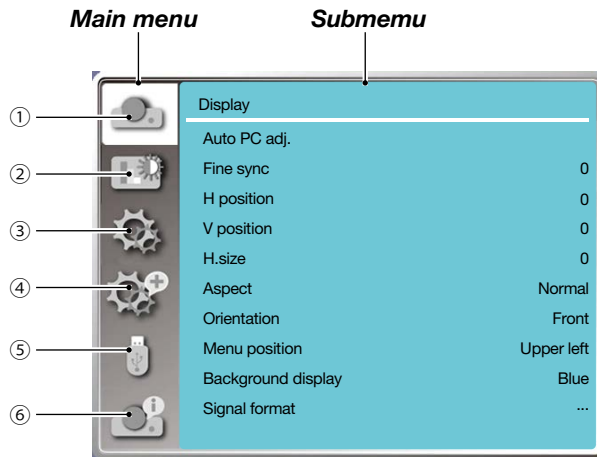 Main menu
Submemu
Display
Auto PC adj.
Fine sync 0
H position 0
V position 0
H.size 0
Aspect Normal
Orientation Front
Menu position Upper left
Background display Blue
Signal format ...
①
②
③
④
⑤
⑥